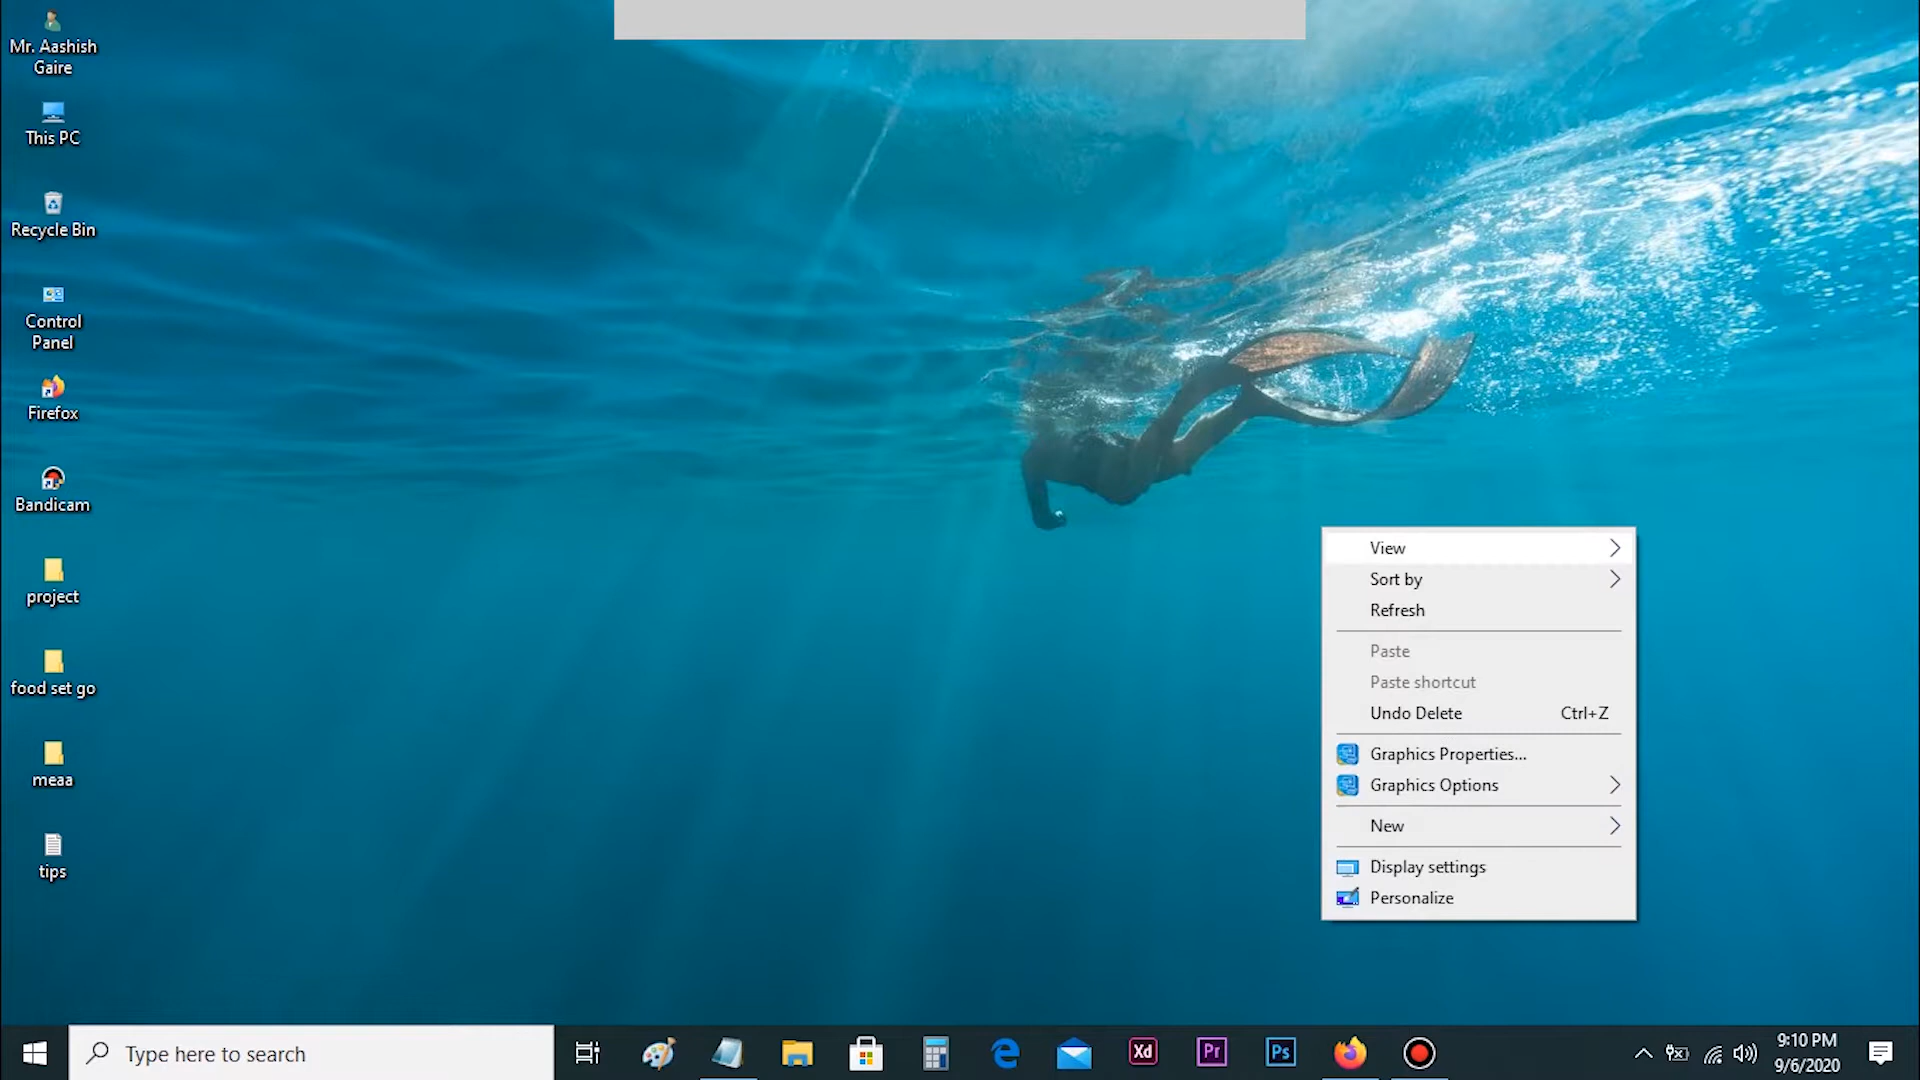 Mr. Aashish
Gaire
This PC
Recycle Bin
Control
Panel
Firefox
Bandicam
project
food set go
meaa
tips
View
Sort by
Refresh
Paste
Paste shortcut
Undo Delete Ctrl+Z
Graphics Properties...
Graphics Options
New
Display settings
Personalize
Type here to search
Xd
Pr
Ps
9:10 PM
9/6/2020